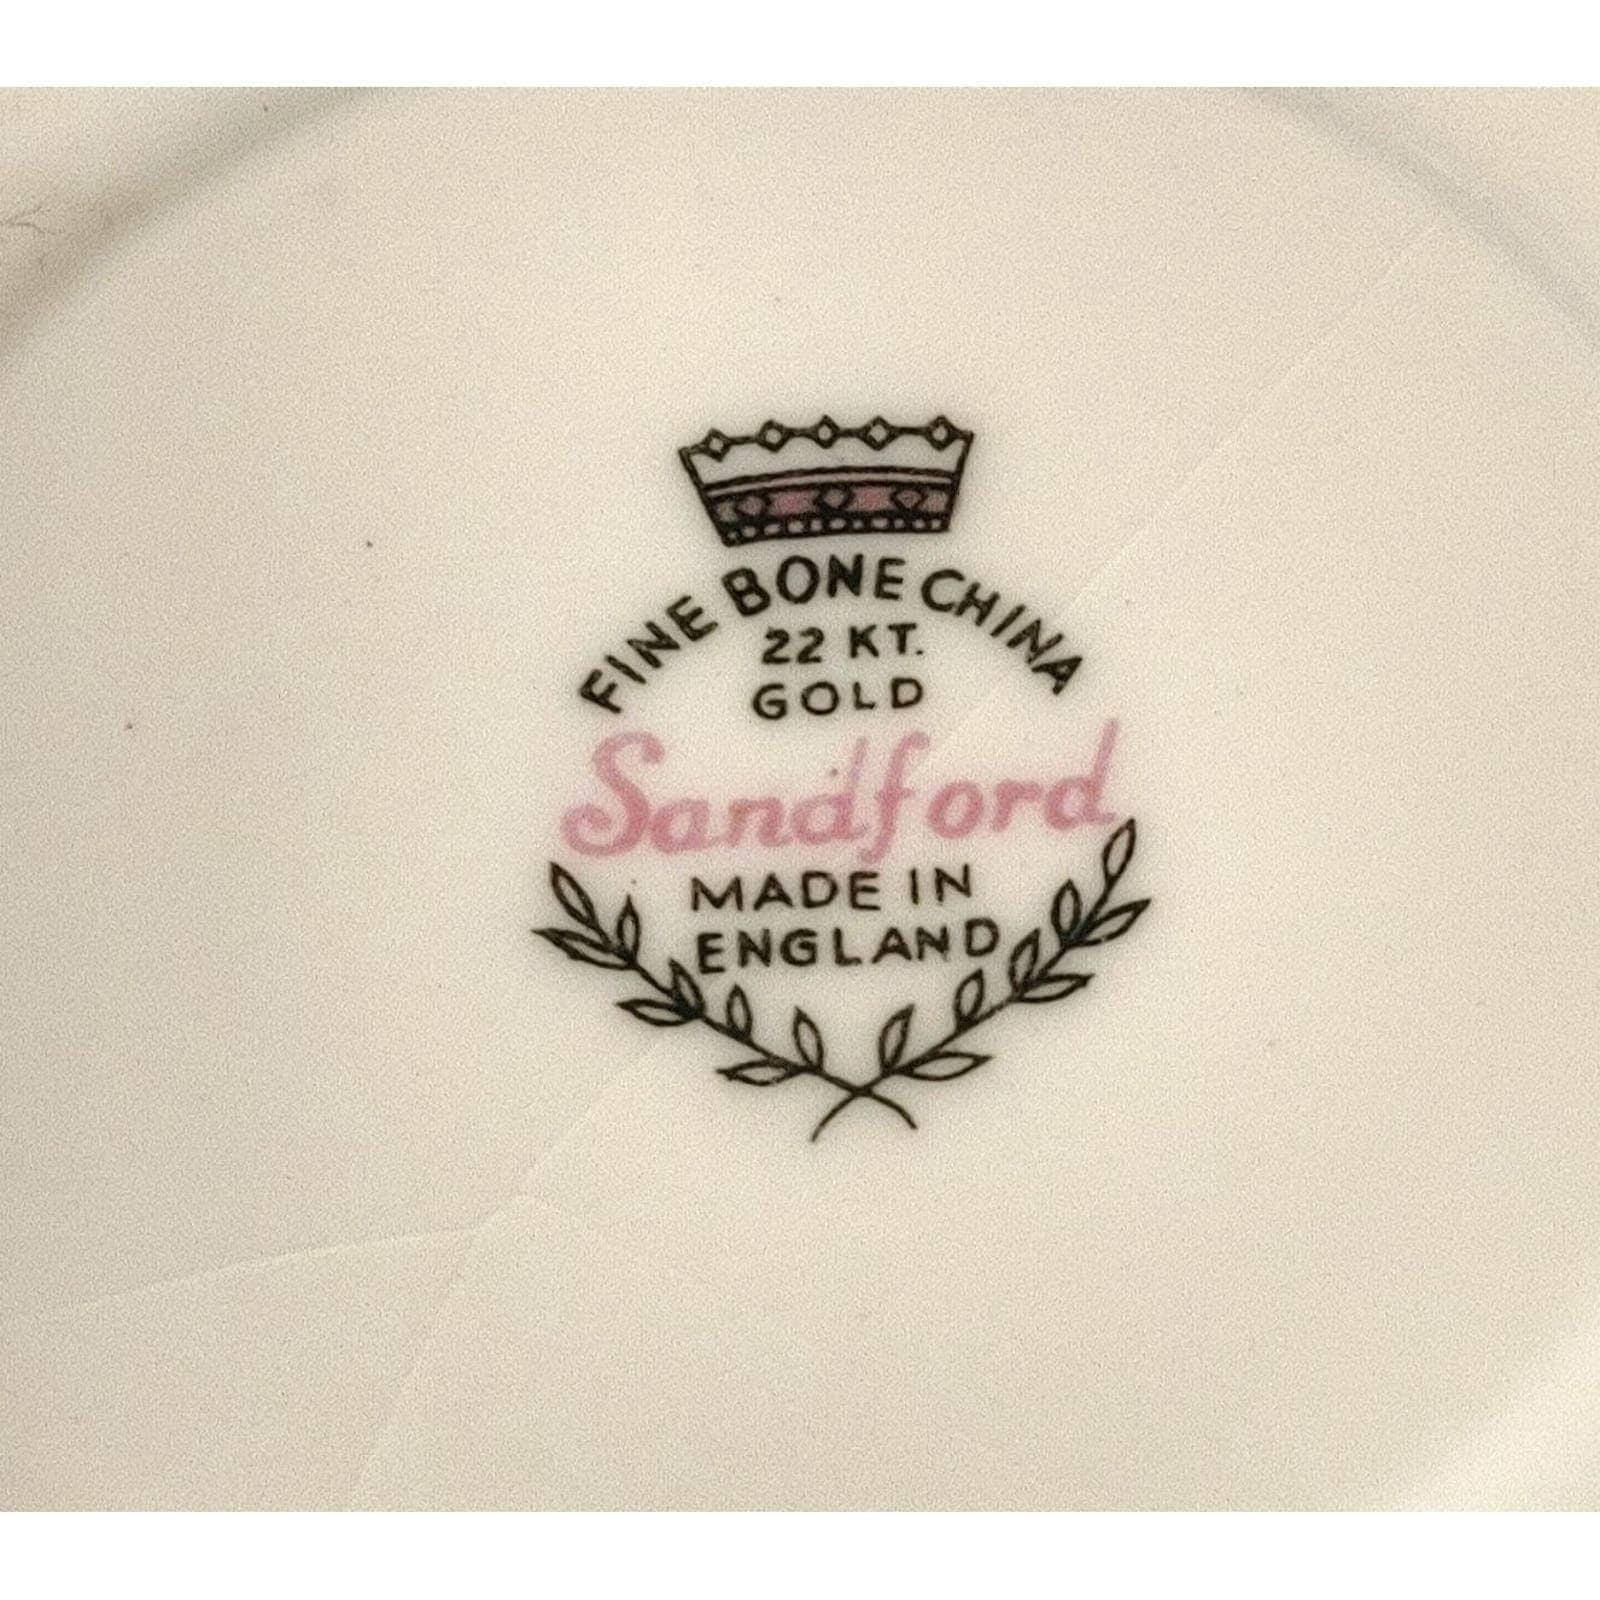 FINE BONE CHINA
22 KT.
GOLD
Sandford
MADE IN
ENGLAND